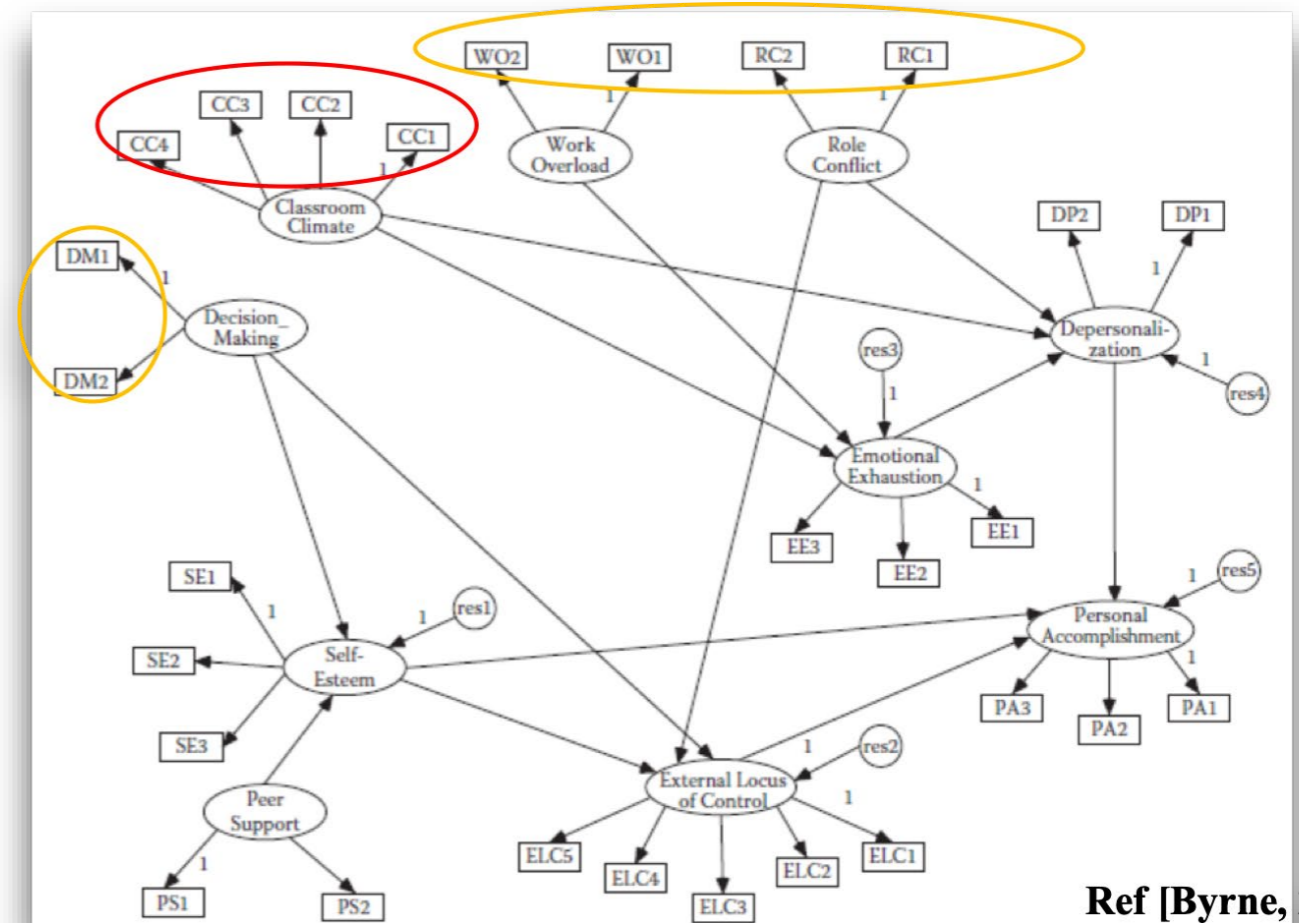 WO2
WO1
RC2
RC1
1
1
CC3
CC2
CC4
CC1
1
Work
Overload
Role
Conflict
Classroom
Climate
DP2
DP1
1
DM1
1
Decision_
Making
DM2
Depersonali-
zation
1
res4
res3
1
Emotional
Exhaustion
1
EE3
EE2
EE1
SE1
1
SE2
SE3
1
res1
Self-
Esteem
1
res5
Personal
Accomplishment
1
PA3
PA2
PA1
1
res2
External Locus
of Control
1
Peer
Support
1
PS1
PS2
ELC5
ELC4
ELC3
ELC2
ELC1
Ref [Byrne,